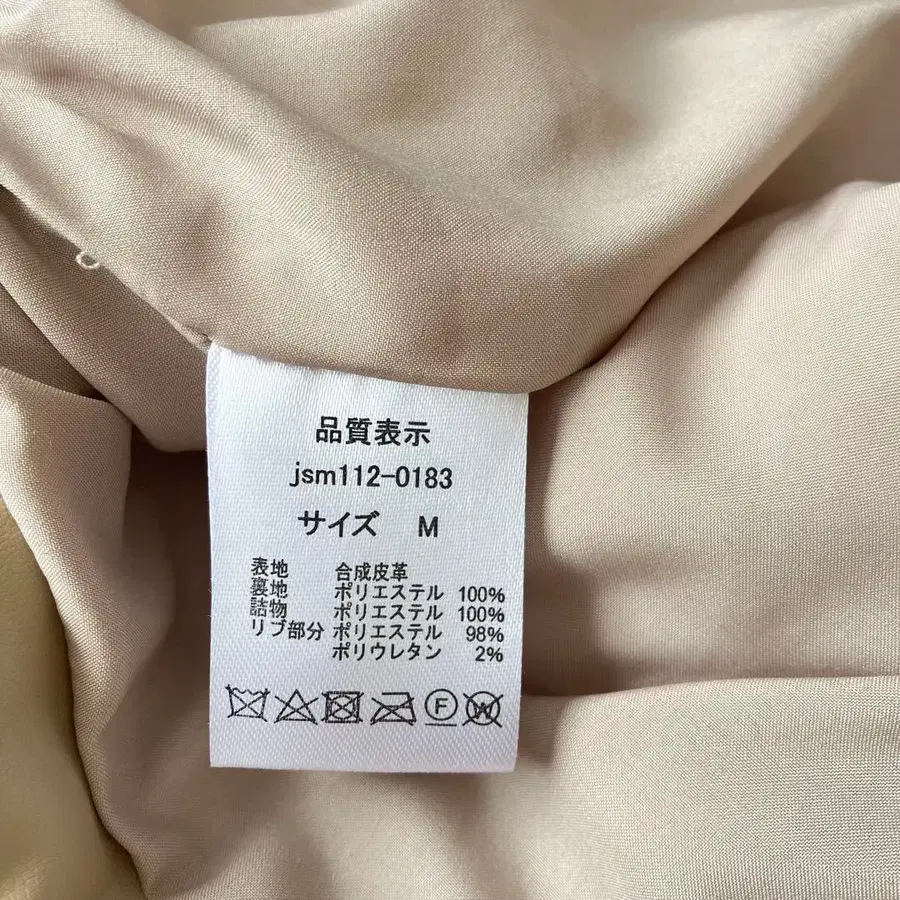 品質表示
jsm112-0183
サイズ M
表地 合成皮革
裏地 ポリエステル 100%
詰物 ポリエステル 100%
リブ部分 ポリエステル 98%
ポリウレタン 2%
F W